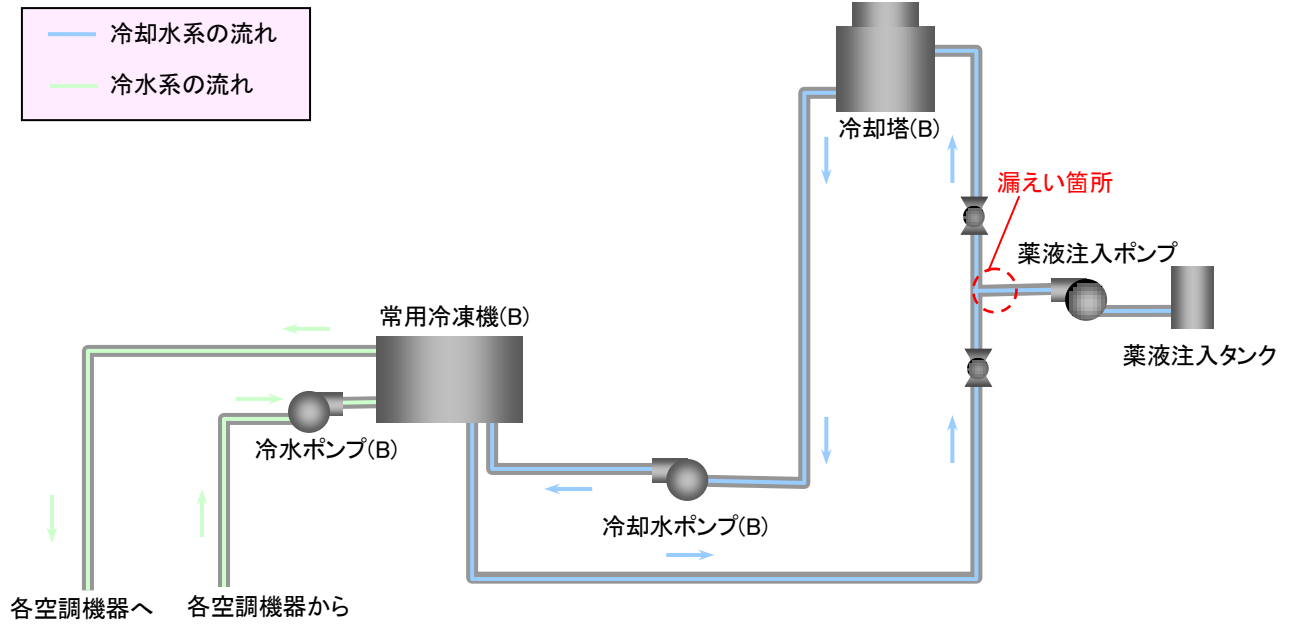 冷却水系の流れ
冷水系の流れ
冷却塔(B)
漏えい箇所
薬液注入ポンプ
常用冷凍機(B)
薬液注入タンク
冷水ポンプ(B)
冷却水ポンプ(B)
各空調機器へ
各空調機器から